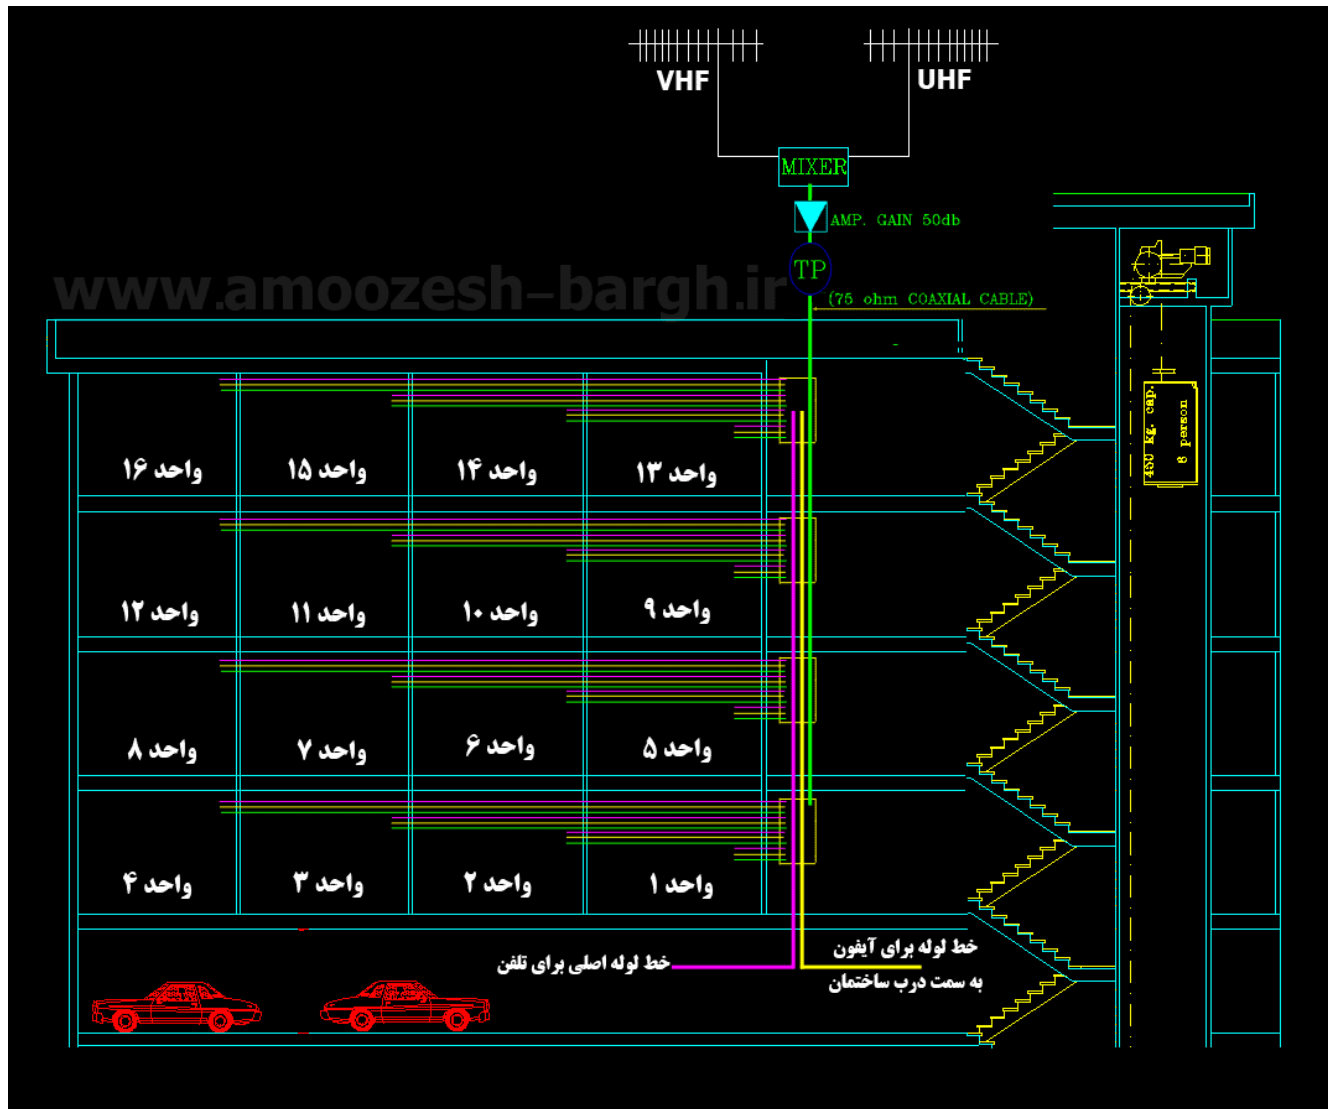 VHF
UHF
MIXER
AMP. GAIN 50db
TP
www.amoozesh-bargh.ir
(75 ohm COAXIAL CABLE)
450 kg. cap.
6 person
واحد ۱۳
واحد ۱۴
واحد ۱۵
واحد ۱۶
واحد ۹
واحد ۱۰
واحد ۱۱
واحد ۱۲
واحد ۵
واحد ۶
واحد ۷
واحد ۸
واحد ۱
واحد ۲
واحد ۳
واحد ۴
خط لوله برای آیفون
به سمت درب ساختمان
خط لوله اصلی برای تلفن